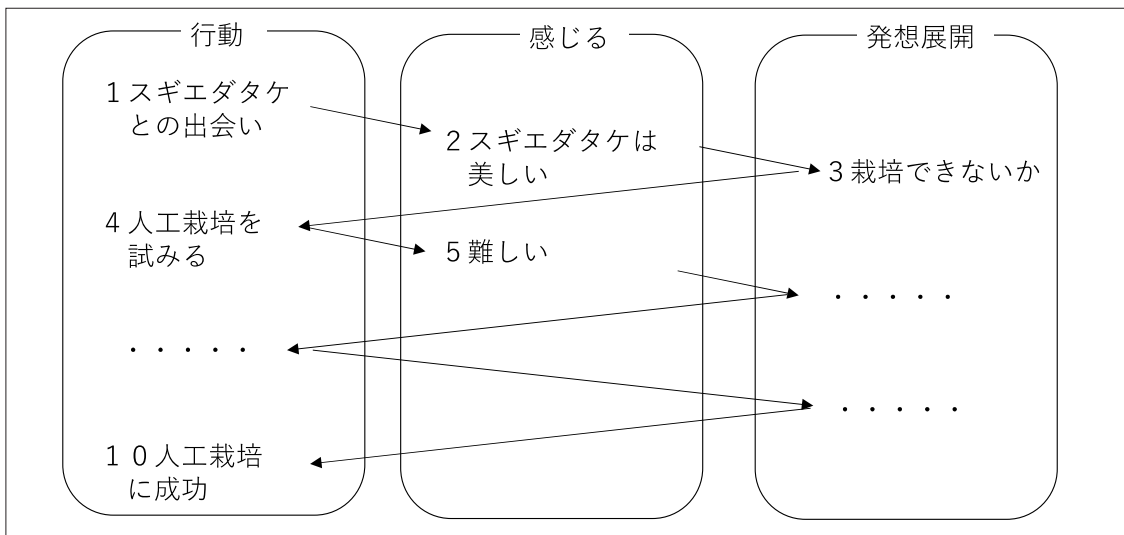 行動
感じる
発想展開
1スギエダタケ
との出会い
2スギエダタケは
美しい
3栽培できないか
4人工栽培を
試みる
5難しい
・・・・・
・・・・・
・・・・・
10人工栽培
に成功